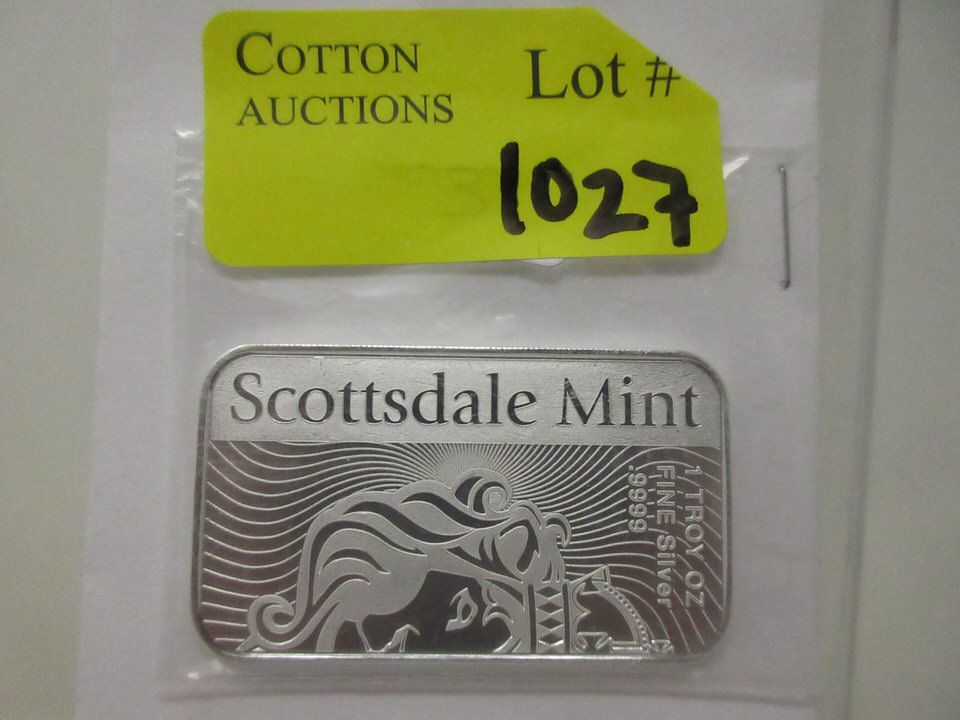 COTTON
AUCTIONS
Lot #
1027
Scottsdale Mint
1 TROY OZ
FINE Silver
.9999